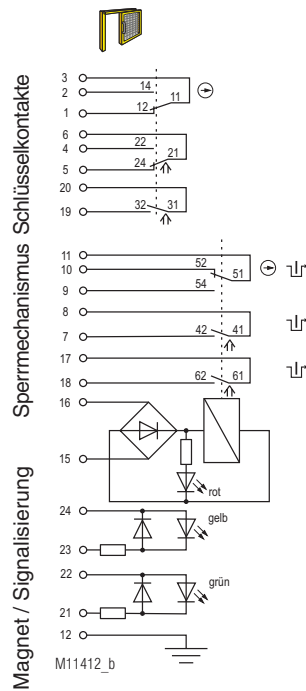 Schlüsselkontakte
3
2 14
11
1 12
6
4 22
21
5 24
20
19 32 31
Sperrmechanismus
11
10 52
51
9 54
8
7 42 41
17
18 62 61
Magnet / Signalisierung
16
15
rot
24
gelb
23
22
grün
21
12
M11412_b